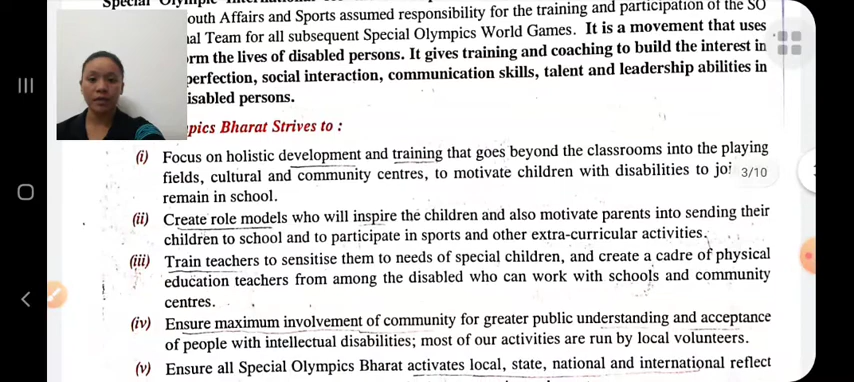 Special Olympic
outh Affairs and Sports assumed responsibility for the training and participation of the SO
al Team for all subsequent Special Olympics World Games. It is a movement that uses
rm the lives of disabled persons. It gives training and coaching to build the interest in
perfection, social interaction, communication skills, talent and leadership abilities in
isabled persons.
pics Bharat Strives to :
(i) Focus on holistic development and training that goes beyond the classrooms into the playing
fields, cultural and community centres, to motivate children with disabilities to joi
3/10
remain in school.
(ii) Create role models who will inspire the children and also motivate parents into sending their
children to school and to participate in sports and other extra-curricular activities.
(iii) Train teachers to sensitise them to needs of special children, and create a cadre of physical
education teachers from among the disabled who can work with schools and community
centres.
(iv) Ensure maximum involvement of community for greater public understanding and acceptance
of people with intellectual disabilities; most of our activities are run by local volunteers.
(v) Ensure all Special Olympics Bharat activates local, state, national and international reflect